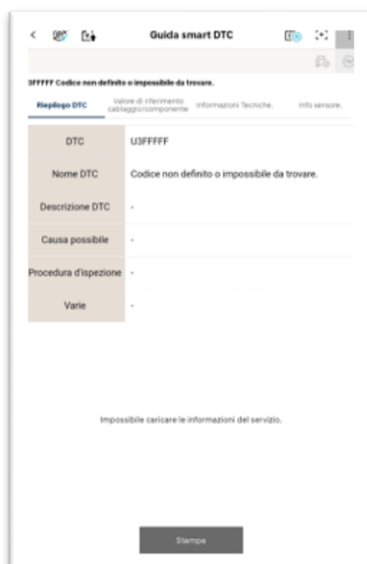 Guida smart DTC
3FFFFF Codice non definito o impossibile da trovare.
Riepilogo DTC
Valore di riferimento
cablaggio/componente
Informazioni Tecniche.
Info sensore.
DTC U3FFFFF
Nome DTC Codice non definito o impossibile da trovare.
Descrizione DTC -
Causa possibile -
Procedura d'ispezione -
Varie -
Impossibile caricare le informazioni del servizio.
Stampa